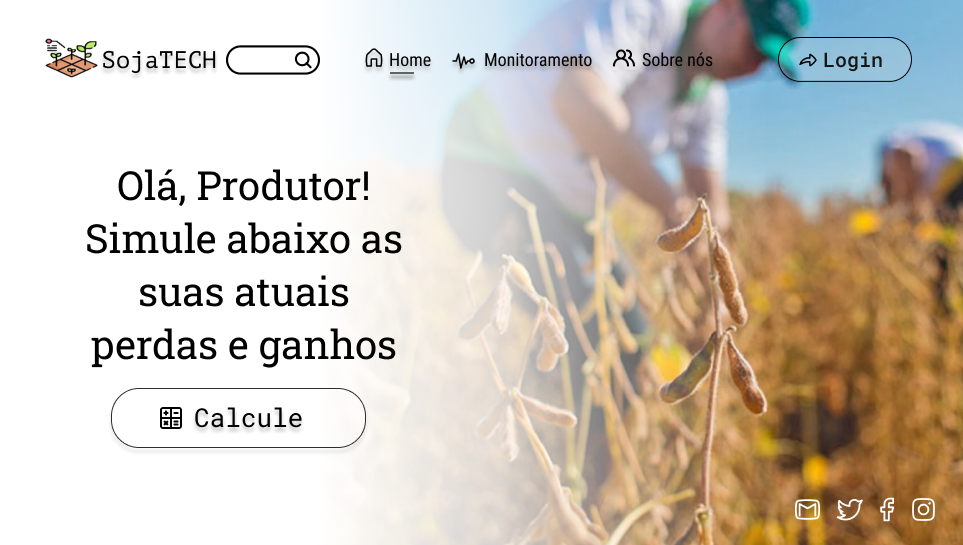 SojaTECH
Home
Monitoramento
Sobre nós
Login
Olá, Produtor!
Simule abaixo as
suas atuais
perdas e ganhos
Calcule